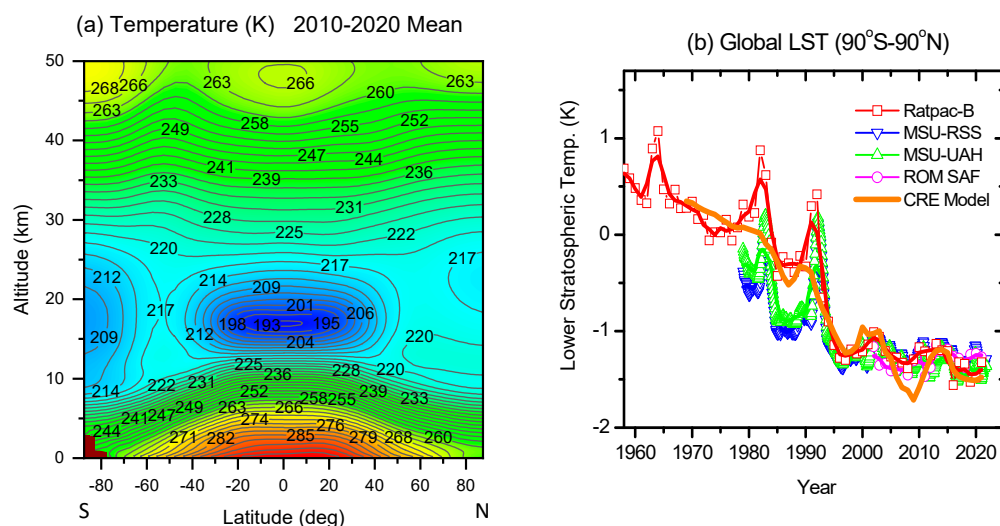 (a) Temperature (K) 2010-2020 Mean
50
268 266 263 266 263
263 260
249 258 255 252
40
241 247 244
239 236
233 231
30
228 225 222
220 217 217
212 214 209
20
217 201 206
209 212 198 193 195 220
204
10
214 222 231 225 236 228 239 220 233
252 258 255
241 247 249 263 266
244 274 276
271 282 285 279 268 260
0
-80 -60 -40 -20 0 20 40 60 80
S Latitude (deg) N
Altitude (km)
(b) Global LST (90°S-90°N)
Ratpac-B
MSU-RSS
MSU-UAH
ROM SAF
CRE Model
1
0
-1
-2
1960 1970 1980 1990 2000 2010 2020
Year
Lower Stratospheric Temp. (K)